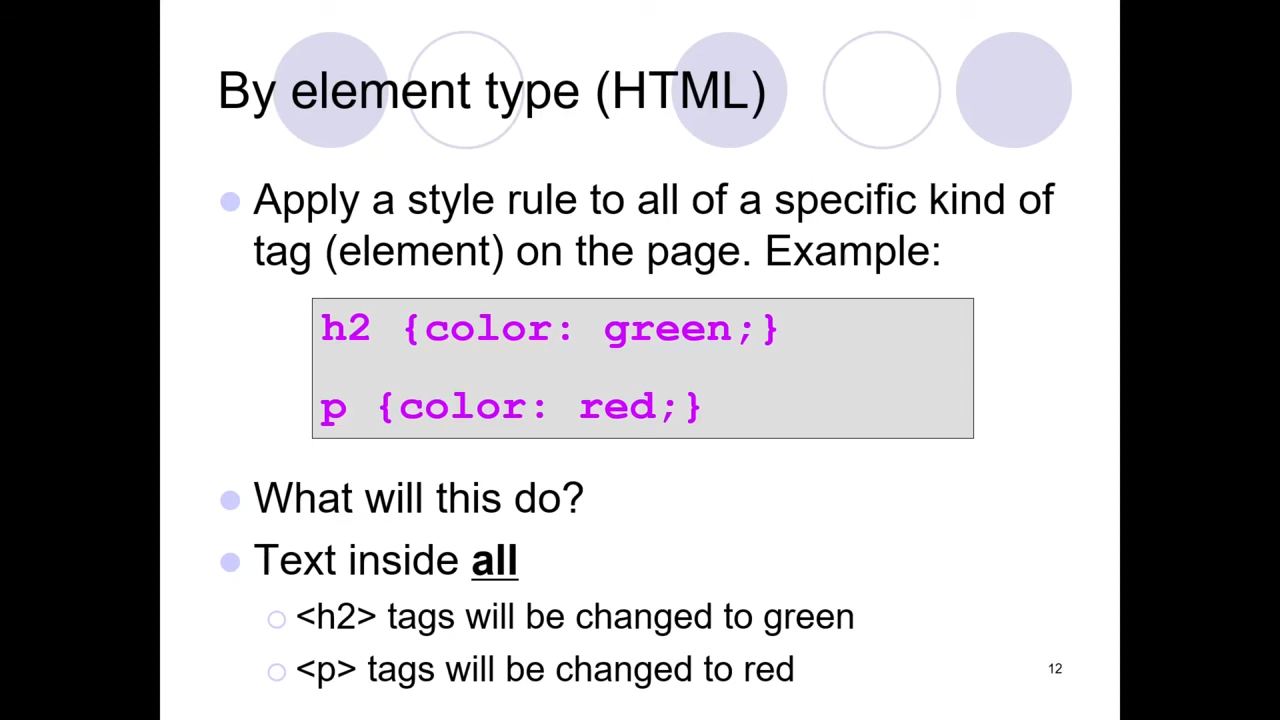 By element type (HTML)
Apply a style rule to all of a specific kind of
tag (element) on the page. Example:
h2 {color: green;}
p {color: red;}
What will this do?
Text inside all
<h2> tags will be changed to green
<p> tags will be changed to red
12